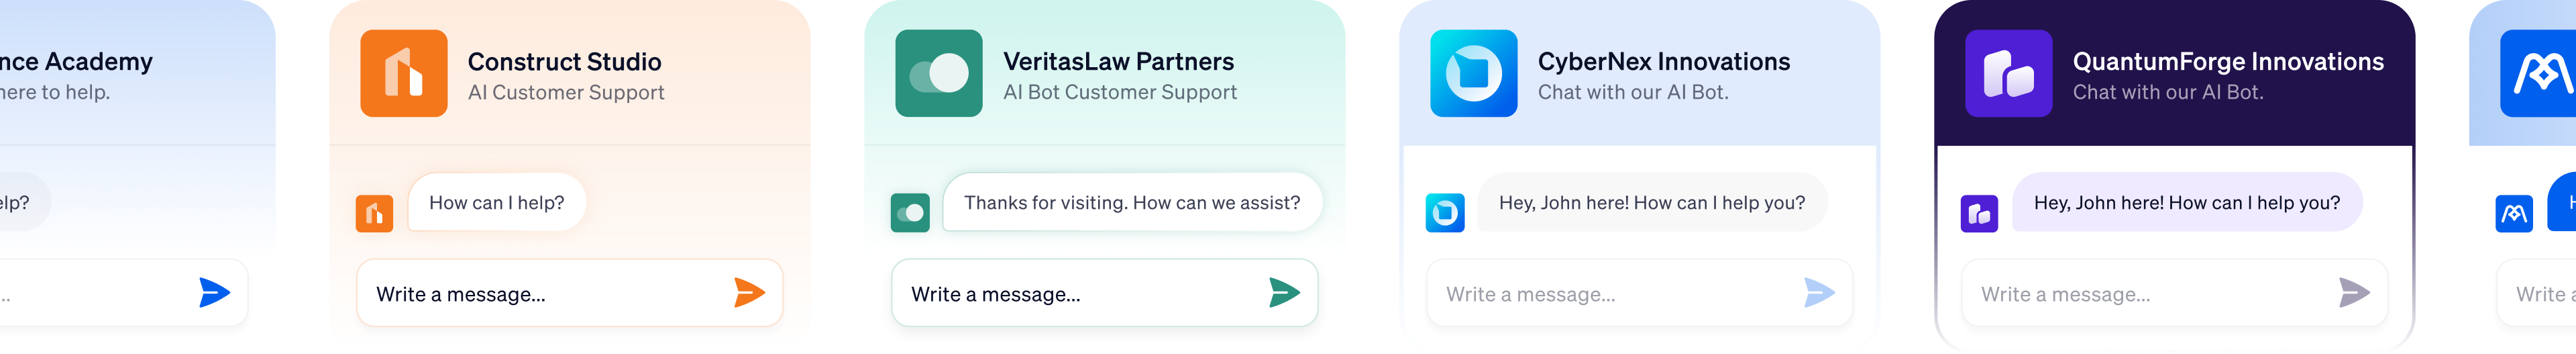 nce Academy
here to help.
elp?
...
Construct Studio
AI Customer Support
How can I help?
Write a message...
VeritasLaw Partners
AI Bot Customer Support
Thanks for visiting. How can we assist?
Write a message...
CyberNex Innovations
Chat with our AI Bot.
Hey, John here! How can I help you?
Write a message...
QuantumForge Innovations
Chat with our AI Bot.
Hey, John here! How can I help you?
Write a message...
H
Write a